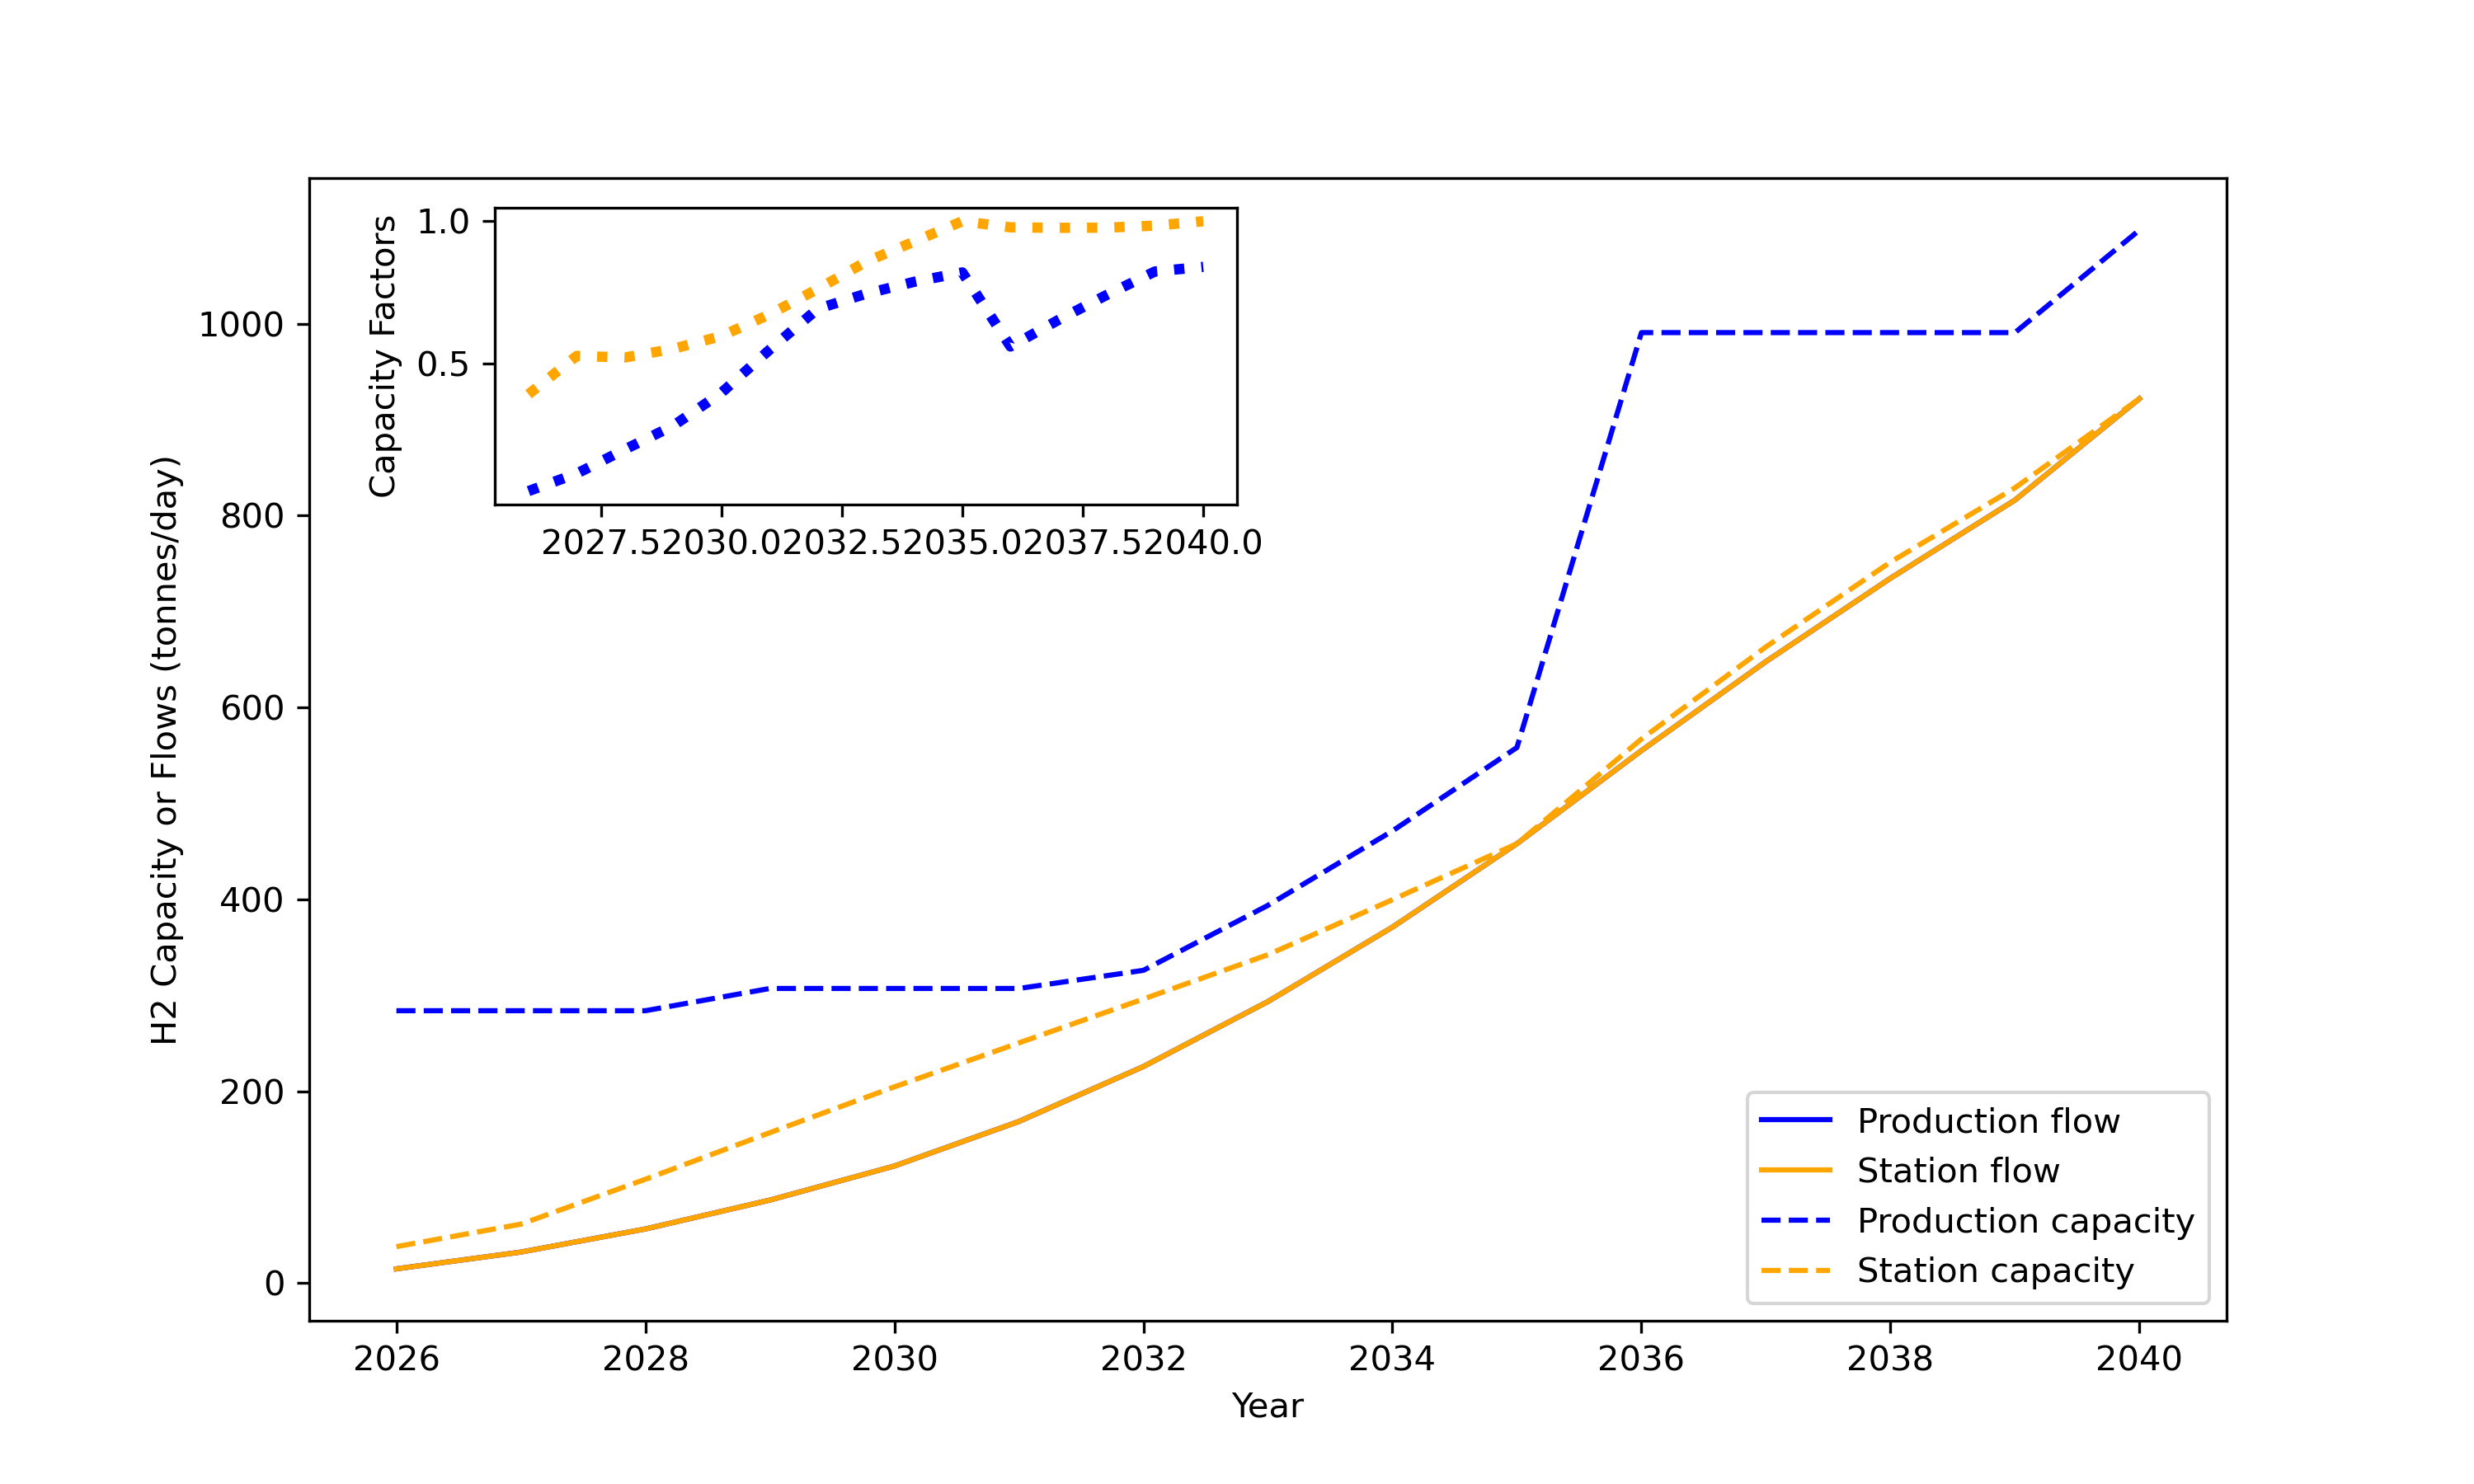 Capacity Factors
1.0
0.5
2027.52030.02032.52035.02037.52040.0
H2 Capacity or Flows (tonnes/day)
1000
800
600
400
200
0
Production flow
Station flow
Production capacity
Station capacity
2026 2028 2030 2032 2034 2036 2038 2040
Year